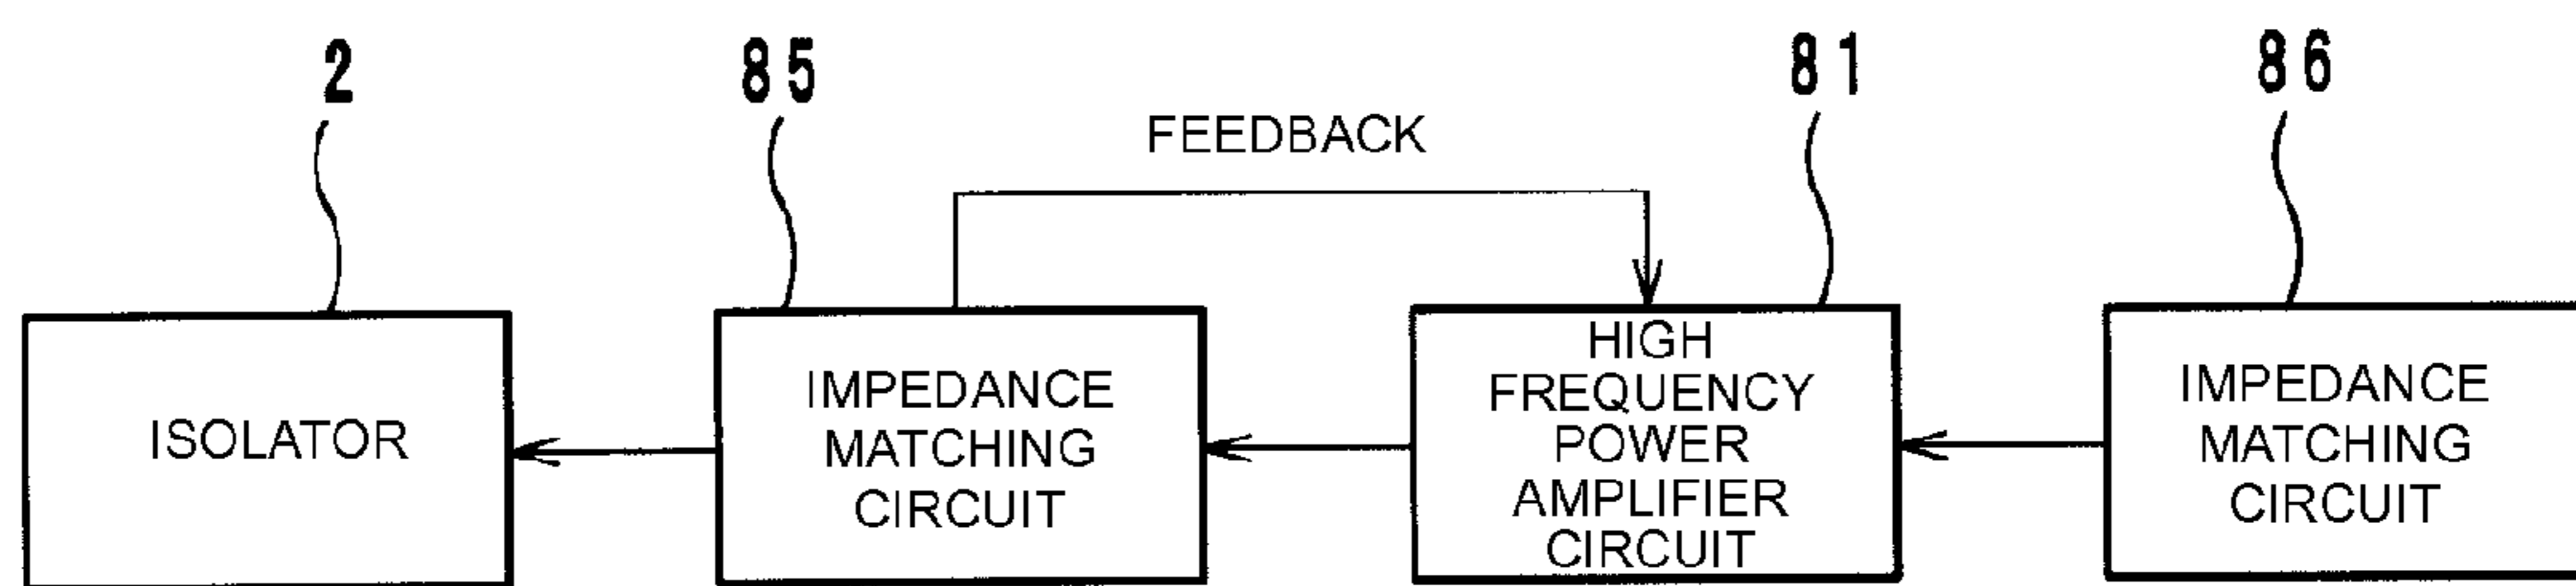 2
85
81
86
FEEDBACK
ISOLATOR
IMPEDANCE
MATCHING
CIRCUIT
HIGH
FREQUENCY
POWER
AMPLIFIER
CIRCUIT
IMPEDANCE
MATCHING
CIRCUIT